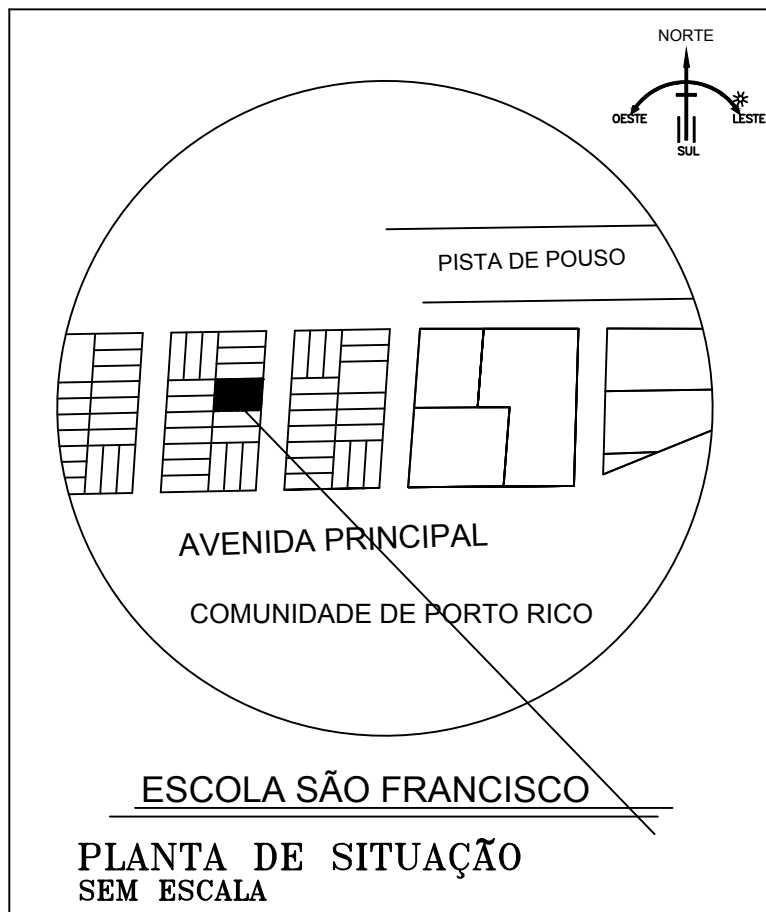 NORTE
OESTE
LESTE
SUL
PISTA DE POUSO
AVENIDA PRINCIPAL
COMUNIDADE DE PORTO RICO
ESCOLA SÃO FRANCISCO
PLANTA DE SITUAÇÃO
SEM ESCALA